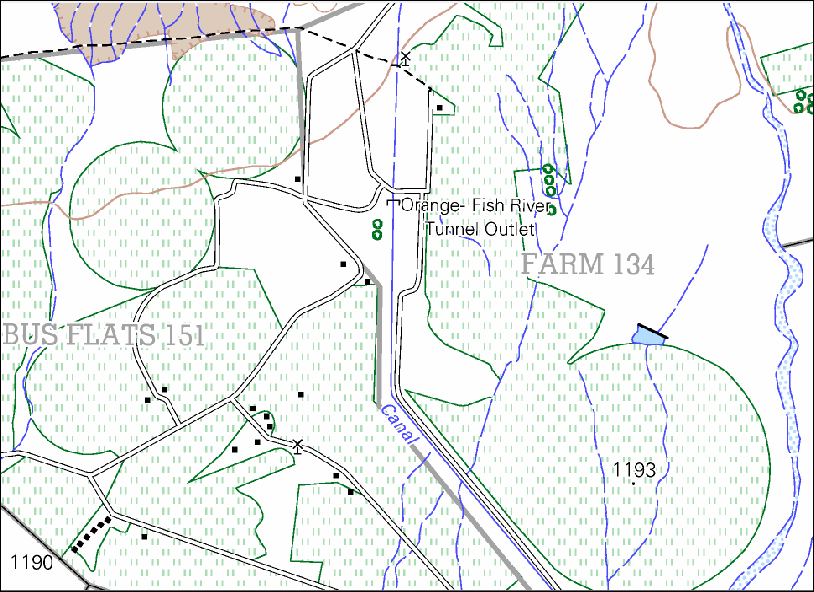 Orange- Fish River
Tunnel Outlet
FARM 134
BUS FLATS 151
Canal
1193
1190